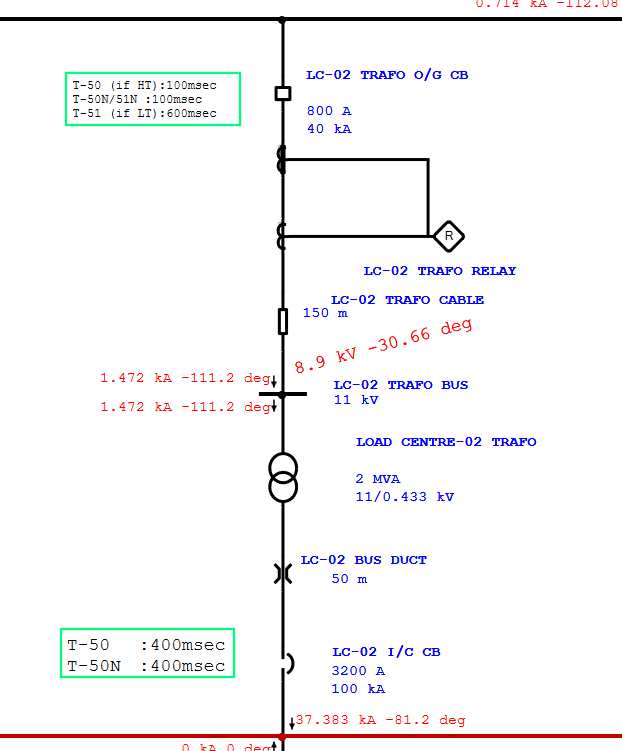 0.714 kA -112.08
LC-02 TRAFO O/G CB
T-50 (if HT):100msec
T-50N/51N :100msec
T-51 (if LT):600msec
800 A
40 kA
R
LC-02 TRAFO RELAY
LC-02 TRAFO CABLE
150 m
8.9 kV -30.66 deg
1.472 kA -111.2 deg
LC-02 TRAFO BUS
11 kV
1.472 kA -111.2 deg
LOAD CENTRE-02 TRAFO
2 MVA
11/0.433 kV
LC-02 BUS DUCT
50 m
T-50   :400msec
T-50N  :400msec
LC-02 I/C CB
3200 A
100 kA
37.383 kA -81.2 deg
0 kA 0 deg